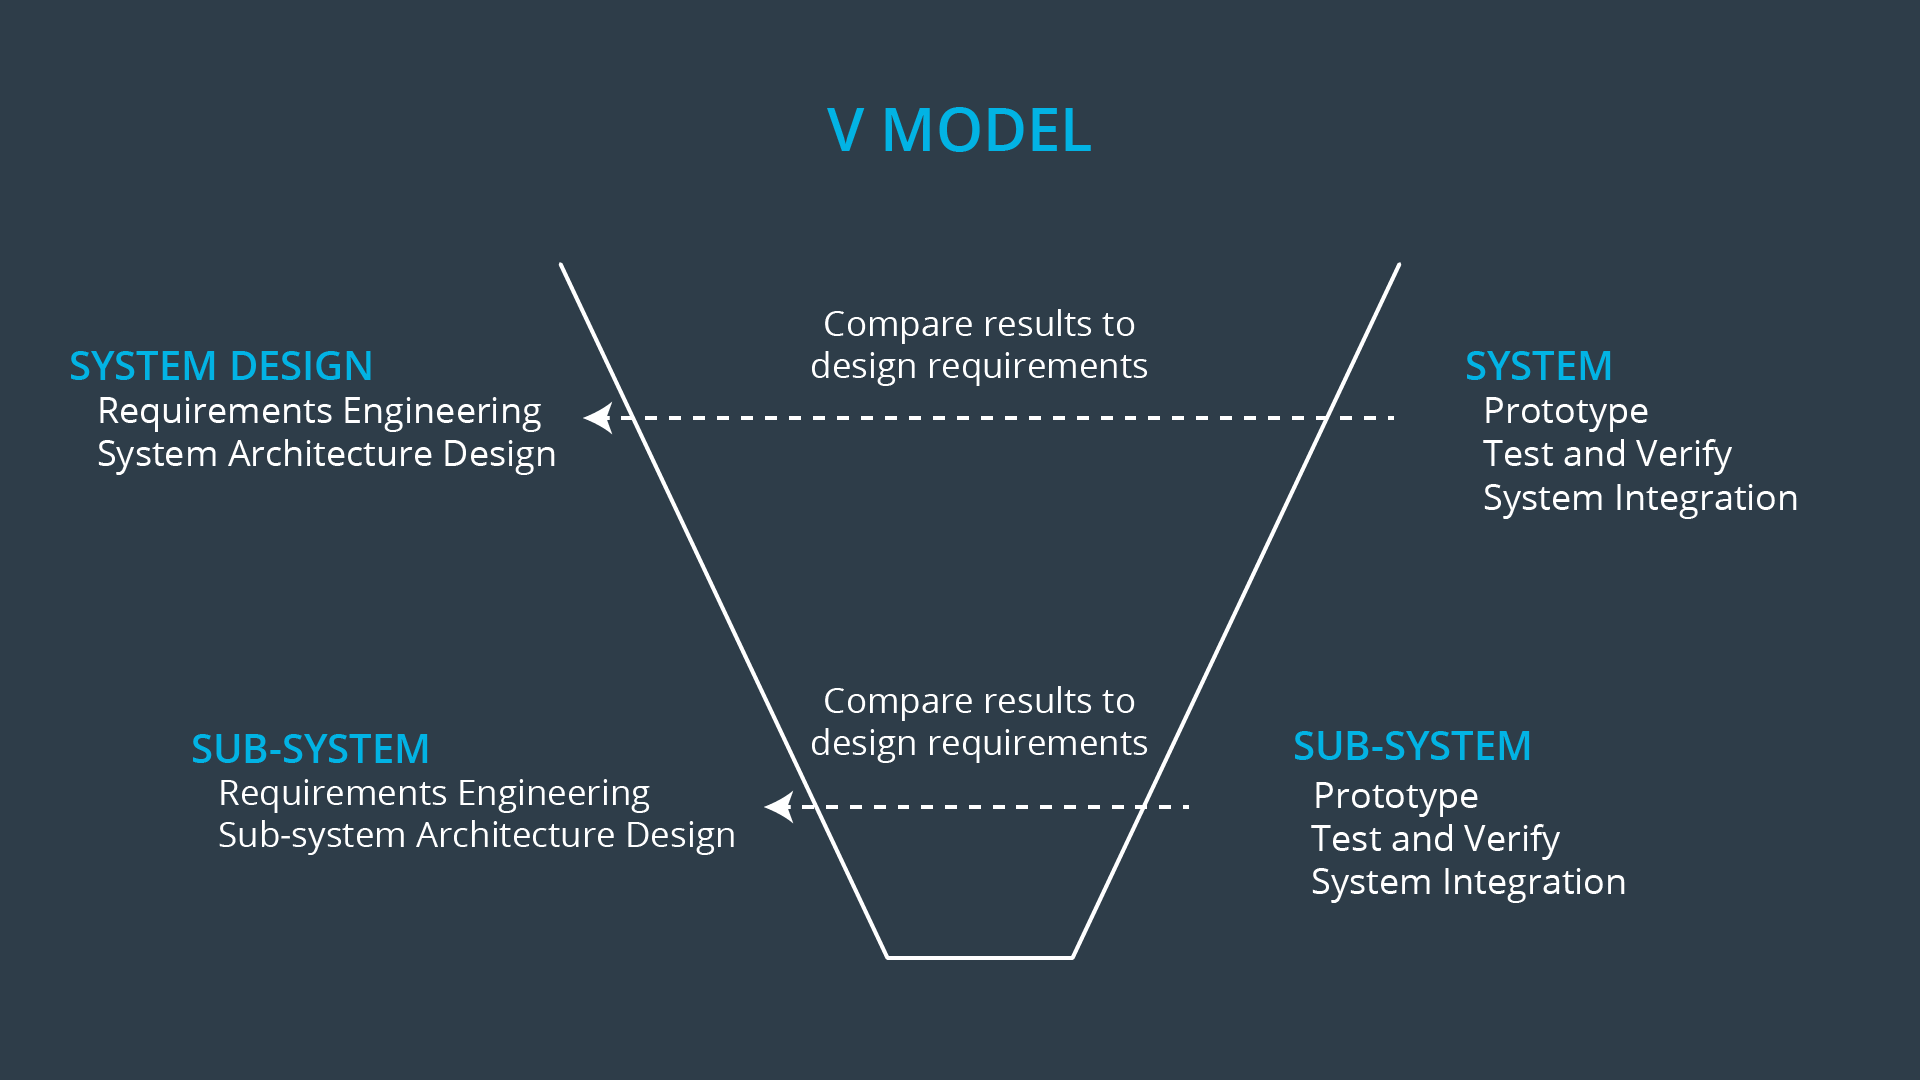 V MODEL
Compare results to
design requirements
SYSTEM DESIGN
Requirements Engineering
System Architecture Design
SYSTEM
Prototype
Test and Verify
System Integration
Compare results to
design requirements
SUB-SYSTEM
Requirements Engineering
Sub-system Architecture Design
SUB-SYSTEM
Prototype
Test and Verify
System Integration